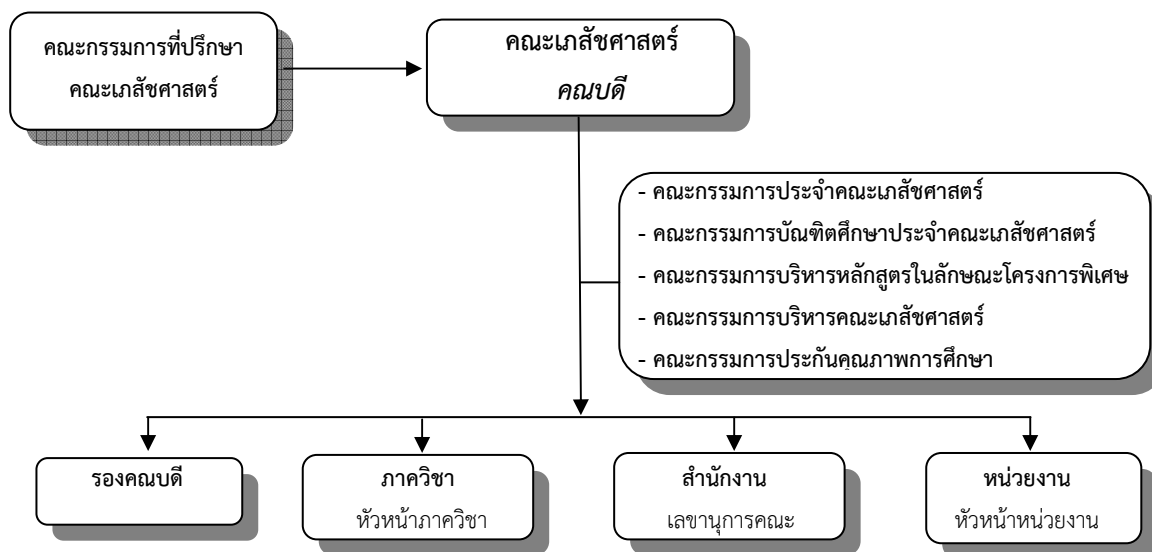 คณะกรรมการที่ปรึกษา
คณะเภสัชศาสตร์
คณะเภสัชศาสตร์
คณบดี
- คณะกรรมการประจำคณะเภสัชศาสตร์
- คณะกรรมการบัณฑิตศึกษาประจำคณะเภสัชศาสตร์
- คณะกรรมการบริหารหลักสูตรในลักษณะโครงการพิเศษ
- คณะกรรมการบริหารคณะเภสัชศาสตร์
- คณะกรรมการประกันคุณภาพการศึกษา
รองคณบดี
ภาควิชา
หัวหน้าภาควิชา
สำนักงาน
เลขานุการคณะ
หน่วยงาน
หัวหน้าหน่วยงาน